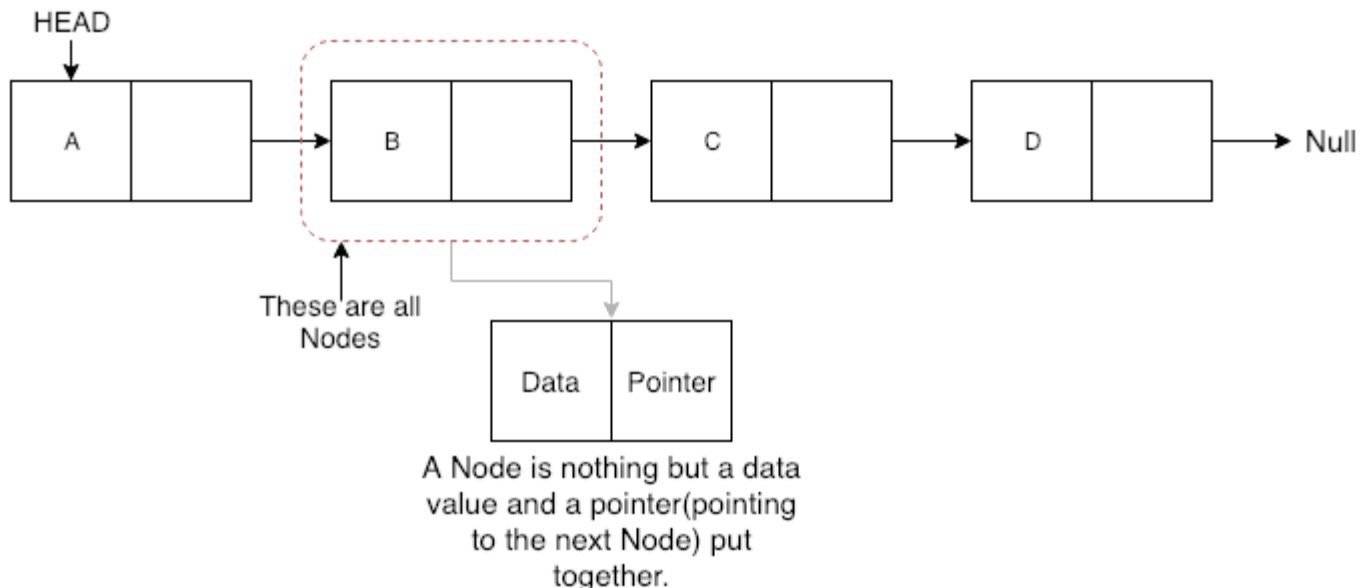 HEAD
A
B
C
D
Null
These are all
Nodes
Data
Pointer
A Node is nothing but a data
value and a pointer(pointing
to the next Node) put
together.